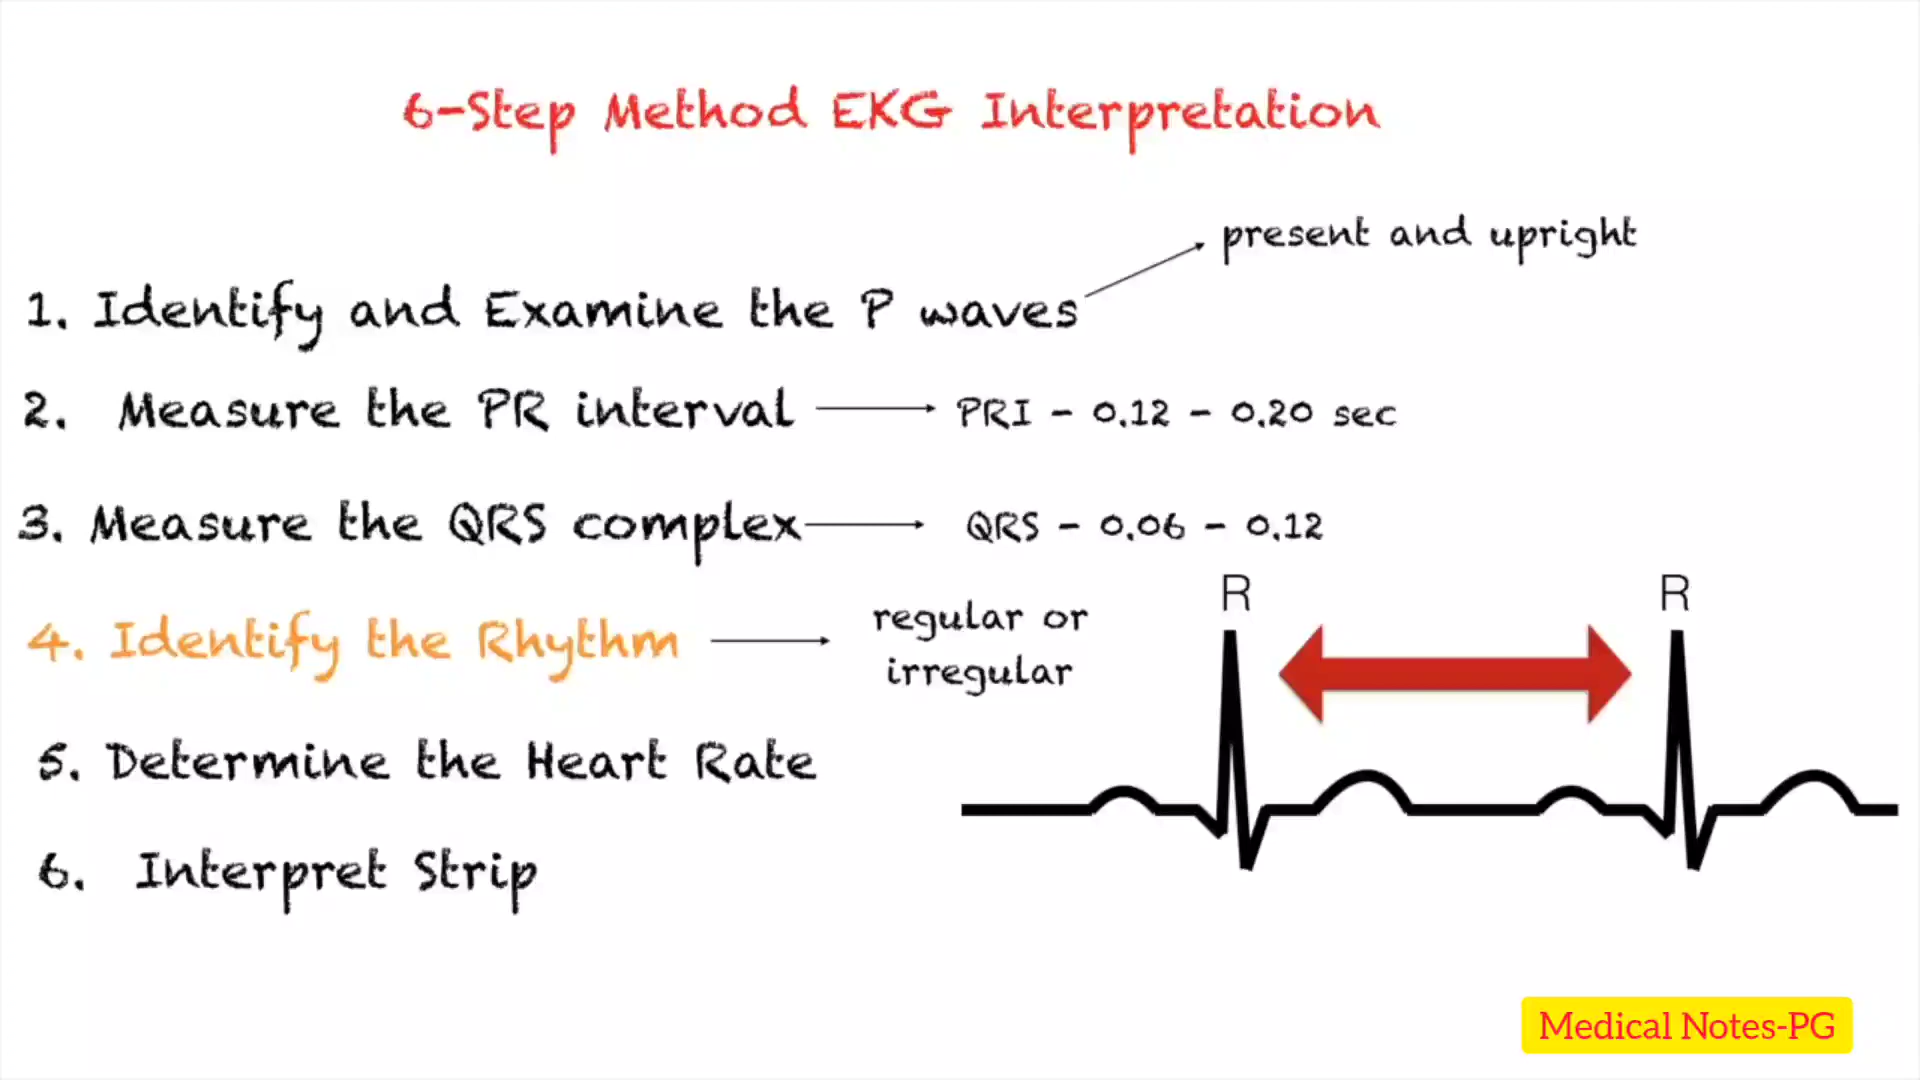 6-Step Method EKG Interpretation
present and upright
1. Identify and Examine the P waves
2. Measure the PR interval
PRI - 0.12 - 0.20 sec
3. Measure the QRS complex
QRS - 0.06 - 0.12
4. Identify the Rhythm
regular or
irregular
R
R
5. Determine the Heart Rate
6. Interpret Strip
Medical Notes-PG